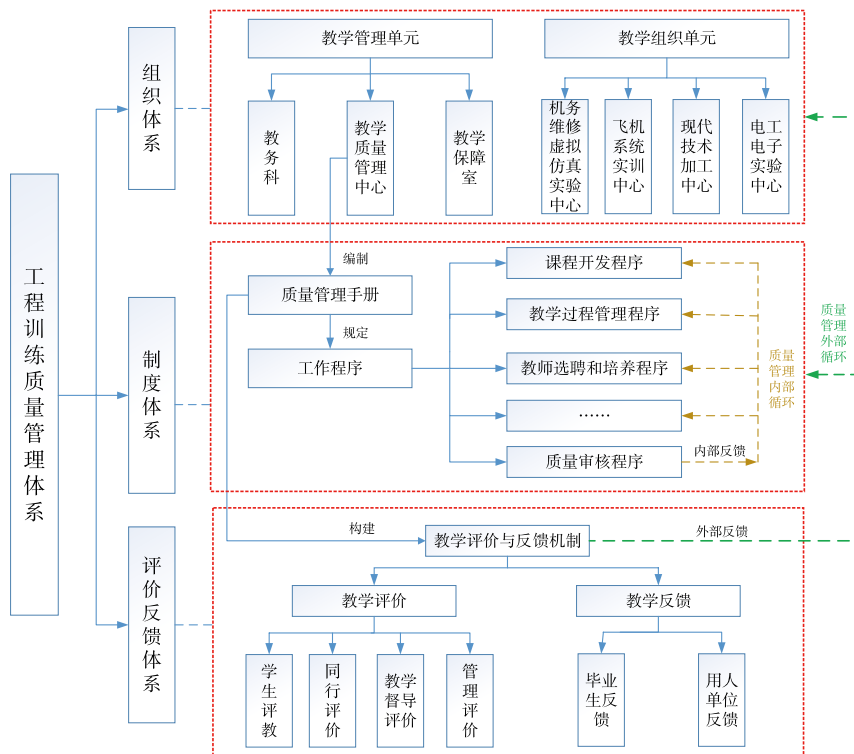 工程训练质量管理体系
组织体系
制度体系
评价反馈体系
教学管理单元
教务科
教学
质量
管理
中心
教学
保障
室
教学组织单元
机务
维修
虚拟
仿真
实验
中心
飞机
系统
实训
中心
现代
技术
加工
中心
电工
电子
实验
中心
编制
质量管理手册
规定
工作程序
课程开发程序
教学过程管理程序
教师选聘和培养程序
……
质量审核程序
内部反馈
质量
管理
内部
循环
质量
管理
外部
循环
构建
教学评价与反馈机制
外部反馈
教学评价
学
生
评
教
同
行
评
价
教学
督导
评价
管
理
评
价
教学反馈
毕业
生反
馈
用人
单位
反馈